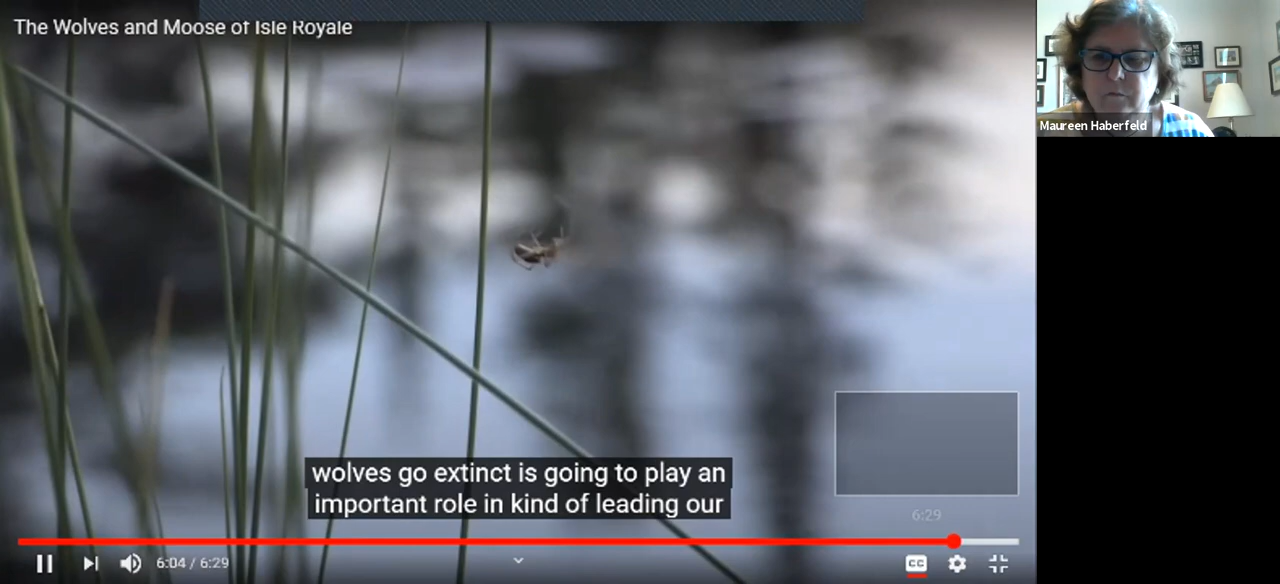 The Wolves and Moose of Isle Royale
Maureen Haberfeld
wolves go extinct is going to play an
important role in kind of leading our
6:29
6:04 / 6:29
CC